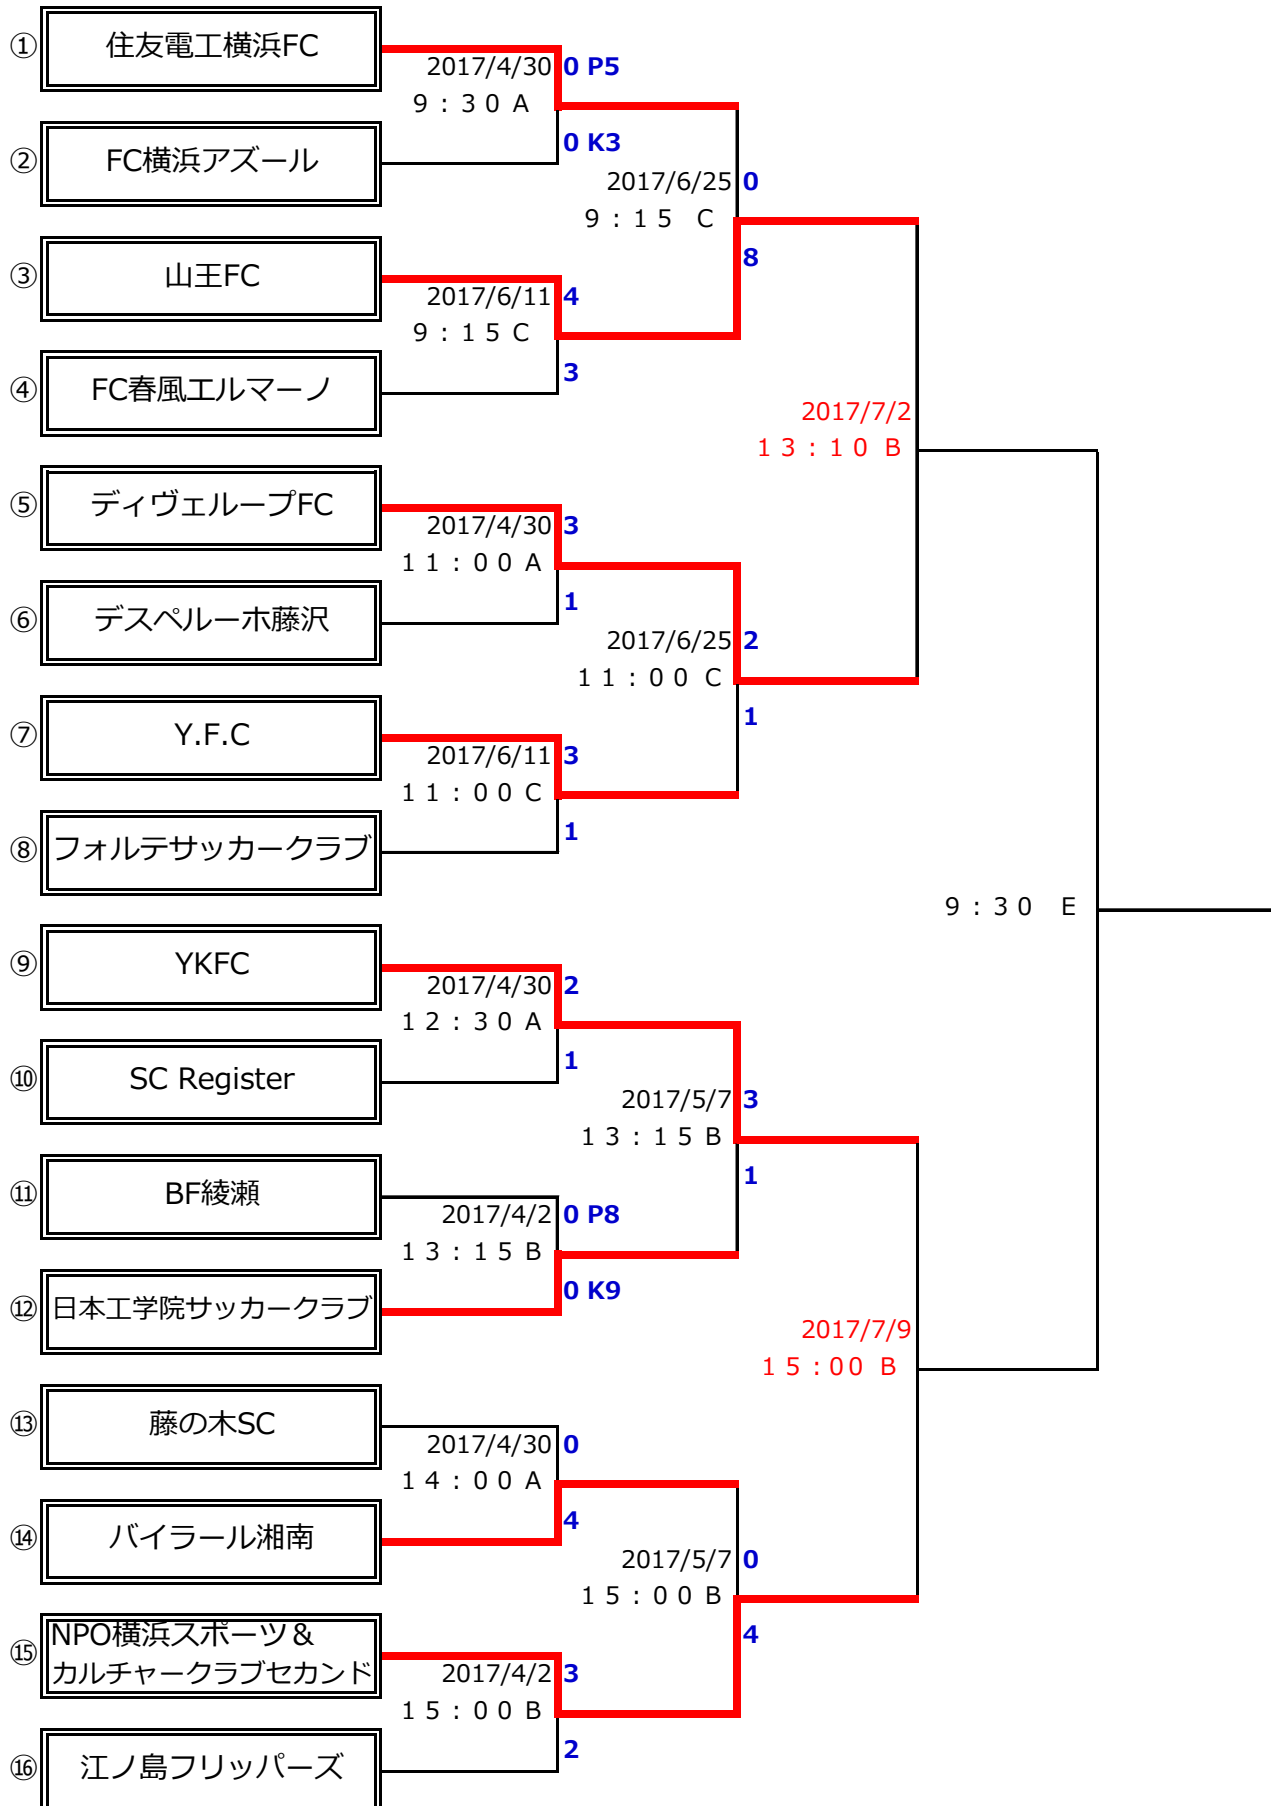 ① 住友電工横浜FC
2017/4/30 0 P5
9：30 A
② FC横浜アズール
0 K3
2017/6/25 0
9：15 C
8
③ 山王FC
2017/6/11 4
9：15 C
④ FC春風エルマーノ
3
2017/7/2
13：10 B
⑤ ディヴェループFC
2017/4/30 3
11：00 A
⑥ デスペルーホ藤沢
1
2017/6/25 2
11：00 C
1
⑦ Y.F.C
2017/6/11 3
11：00 C
⑧ フォルテサッカークラブ
1
9：30 E
⑨ YKFC
2017/4/30 2
12：30 A
⑩ SC Register
1
2017/5/7 3
13：15 B
1
⑪ BF綾瀬
2017/4/2 0 P8
13：15 B
⑫ 日本工学院サッカークラブ
0 K9
2017/7/9
15：00 B
⑬ 藤の木SC
2017/4/30 0
14：00 A
⑭ バイラール湘南
4
2017/5/7 0
15：00 B
4
⑮ NPO横浜スポーツ＆
カルチャークラブセカンド
2017/4/2 3
15：00 B
⑯ 江ノ島フリッパーズ
2